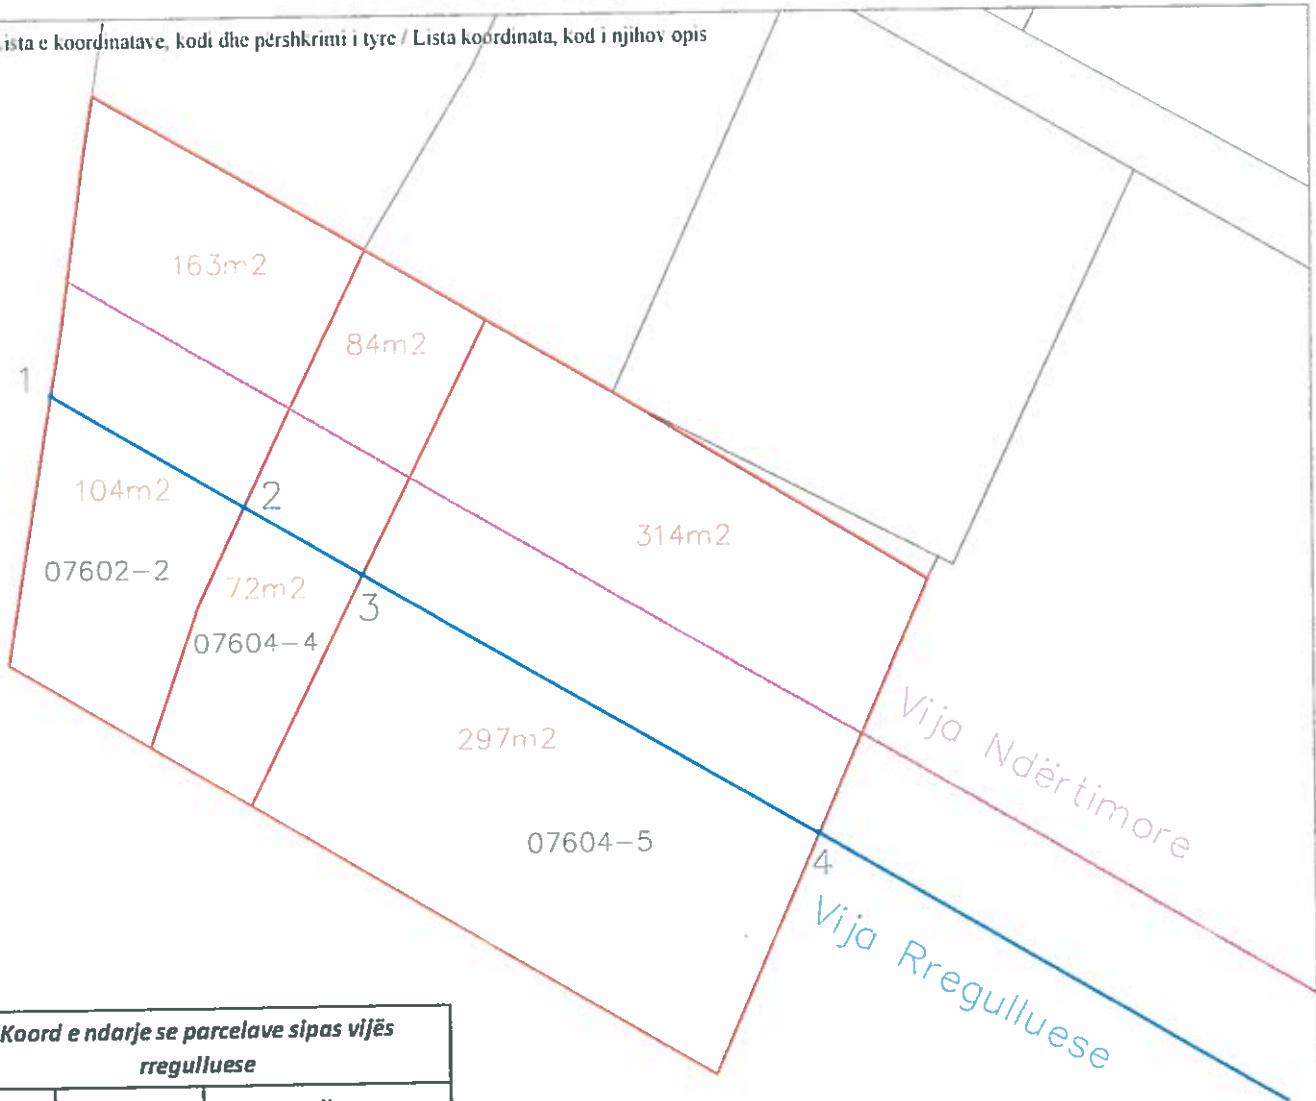 ista e koordinatave, kodi dhe përshkrimi i tyre / Lista koordinata, kod i njihov opis
163m2
84m2
1
104m2
2
314m2
07602-2
72m2
3
07604-4
Vija Ndërtimore
297m2
07604-5
4
Vija Rregulluese
Koord e ndarje se parcelave sipas vijës
rregulluese